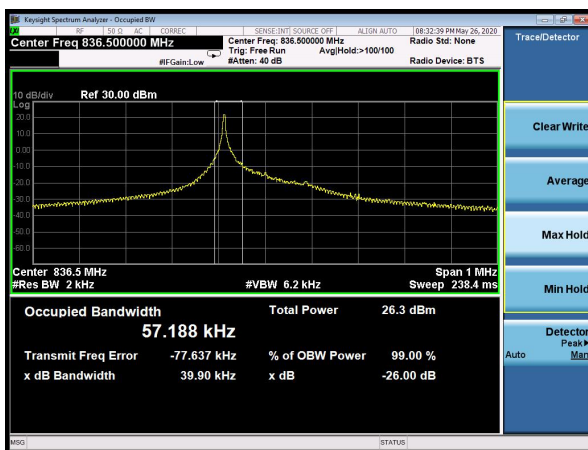 Keysight Spectrum Analyzer - Occupied BW
RF 50 Ω AC CORREC SENSE:INT SOURCE OFF ALIGN AUTO 08:32:39 PM May 26, 2020
Center Freq 836.500000 MHz Center Freq: 836.500000 MHz Radio Std: None
Trig: Free Run Avg|Hold:>100/100
#IFGain:Low #Atten: 40 dB Radio Device: BTS
Trace/Detector
10 dB/div Ref 30.00 dBm
Log
20.0
10.0
0.00
-10.0
-20.0
-30.0
-40.0
-50.0
-60.0
Center 836.5 MHz Span 1 MHz
#Res BW 2 kHz #VBW 6.2 kHz Sweep 238.4 ms
Occupied Bandwidth Total Power 26.3 dBm
57.188 kHz
Transmit Freq Error -77.637 kHz % of OBW Power 99.00 %
x dB Bandwidth 39.90 kHz x dB -26.00 dB
Clear Write
Average
Max Hold
Min Hold
Detector
Peak
Auto Man
MSG STATUS